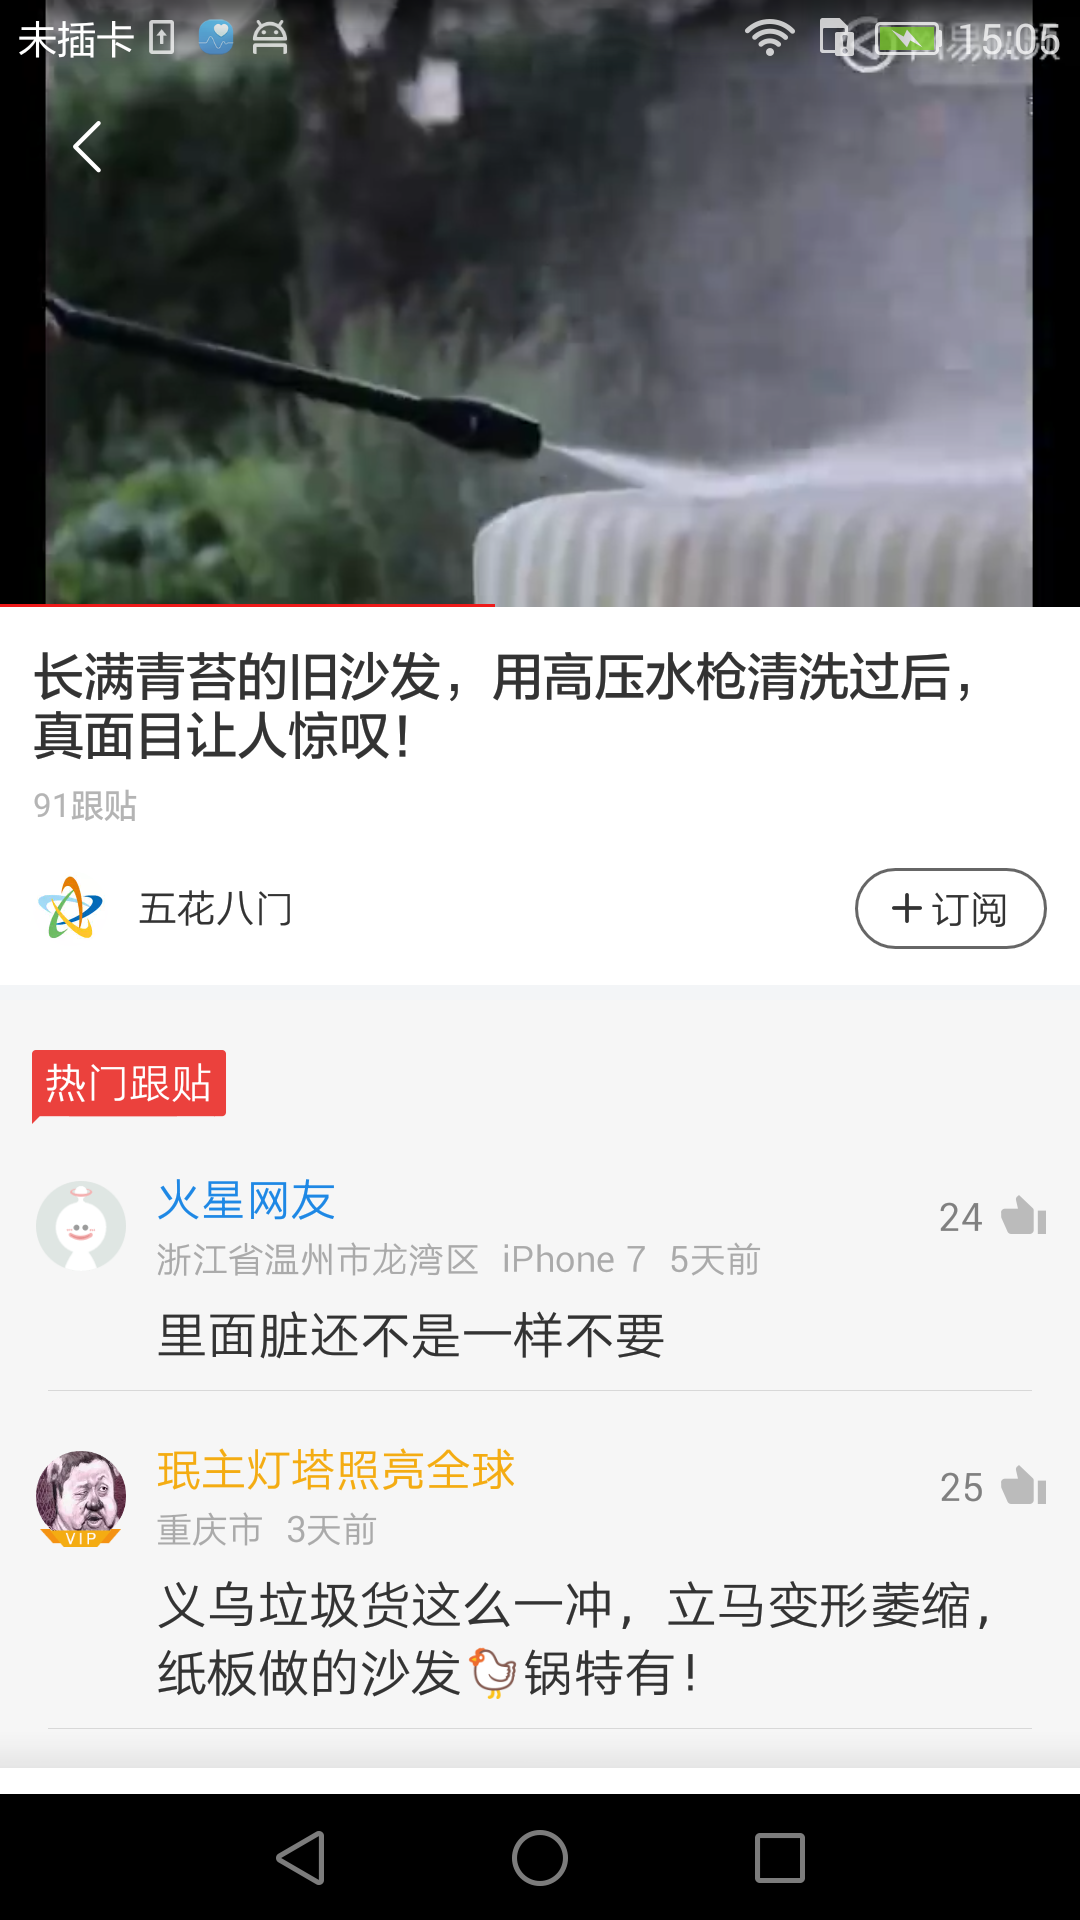 未插卡
15:05
长满青苔的旧沙发，用高压水枪清洗过后，
真面目让人惊叹！
91跟贴
五花八门
+ 订阅
热门跟贴
火星网友
24
浙江省温州市龙湾区 iPhone 7 5天前
里面脏还不是一样不要
珉主灯塔照亮全球
25
VIP
重庆市 3天前
义乌垃圾货这么一冲，立马变形萎缩，
纸板做的沙发🐓锅特有！